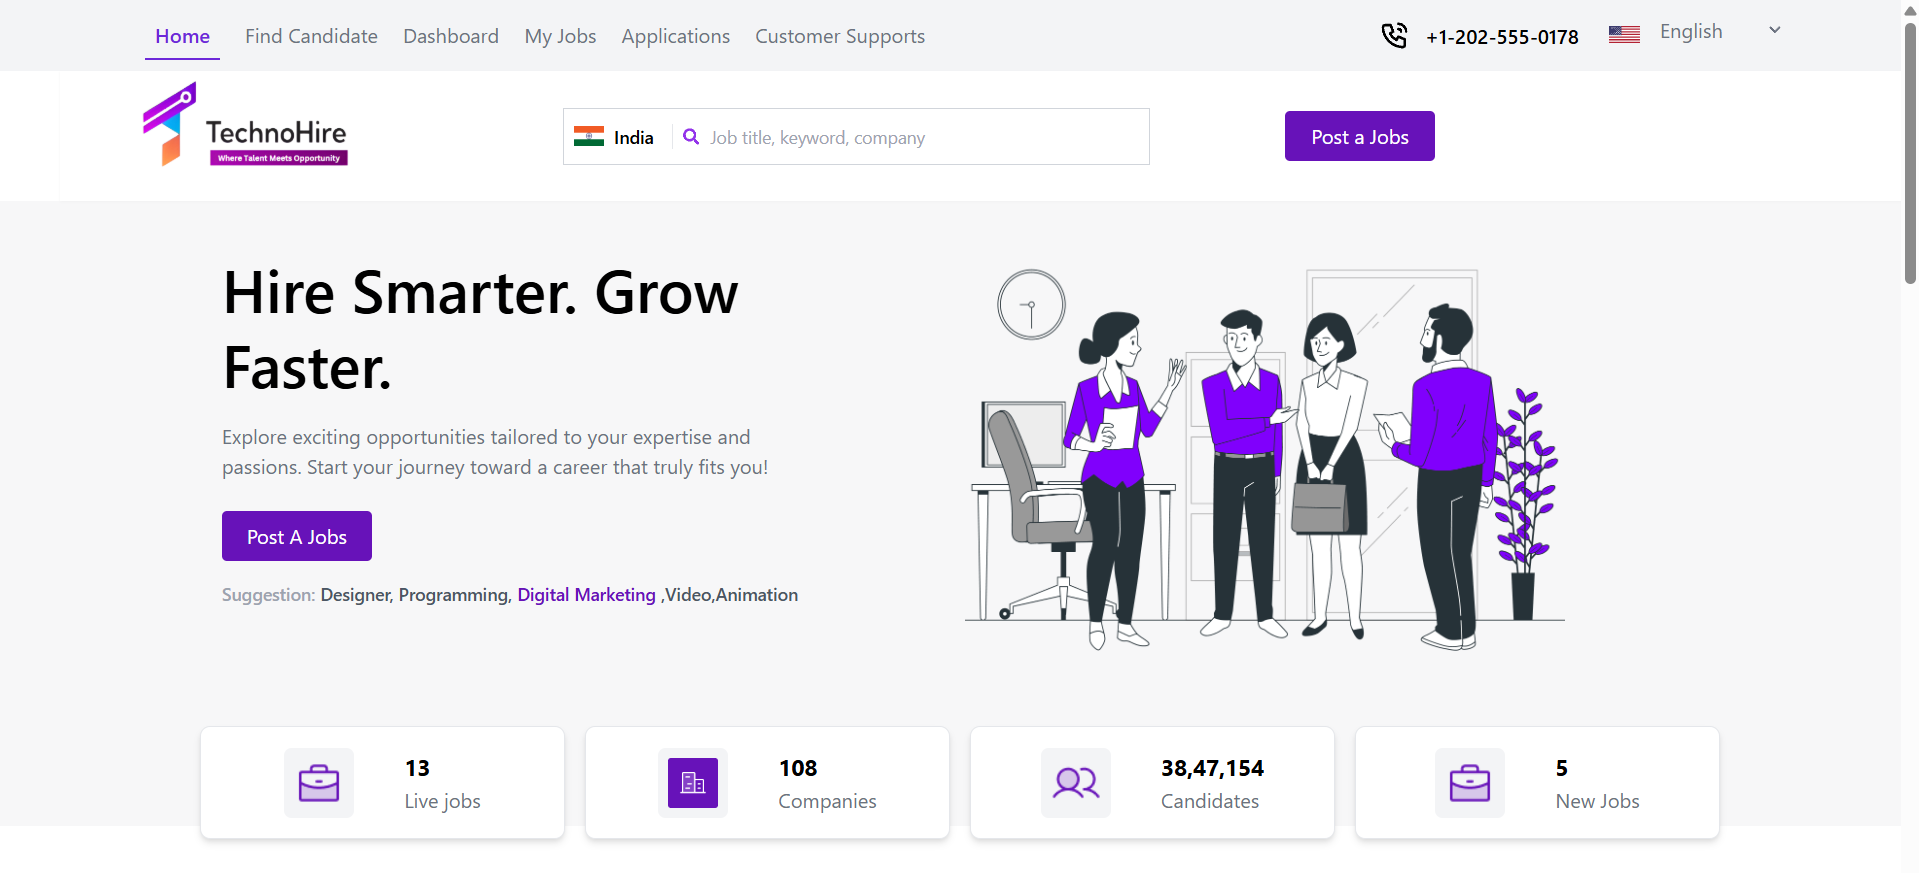 Home Find Candidate Dashboard My Jobs Applications Customer Supports +1-202-555-0178 English
TechnoHire
Where Talent Meets Opportunity
India Job title, keyword, company
Post a Jobs
Hire Smarter. Grow
Faster.
Explore exciting opportunities tailored to your expertise and
passions. Start your journey toward a career that truly fits you!
Post A Jobs
Suggestion: Designer, Programming, Digital Marketing ,Video,Animation
13
Live jobs
108
Companies
38,47,154
Candidates
5
New Jobs